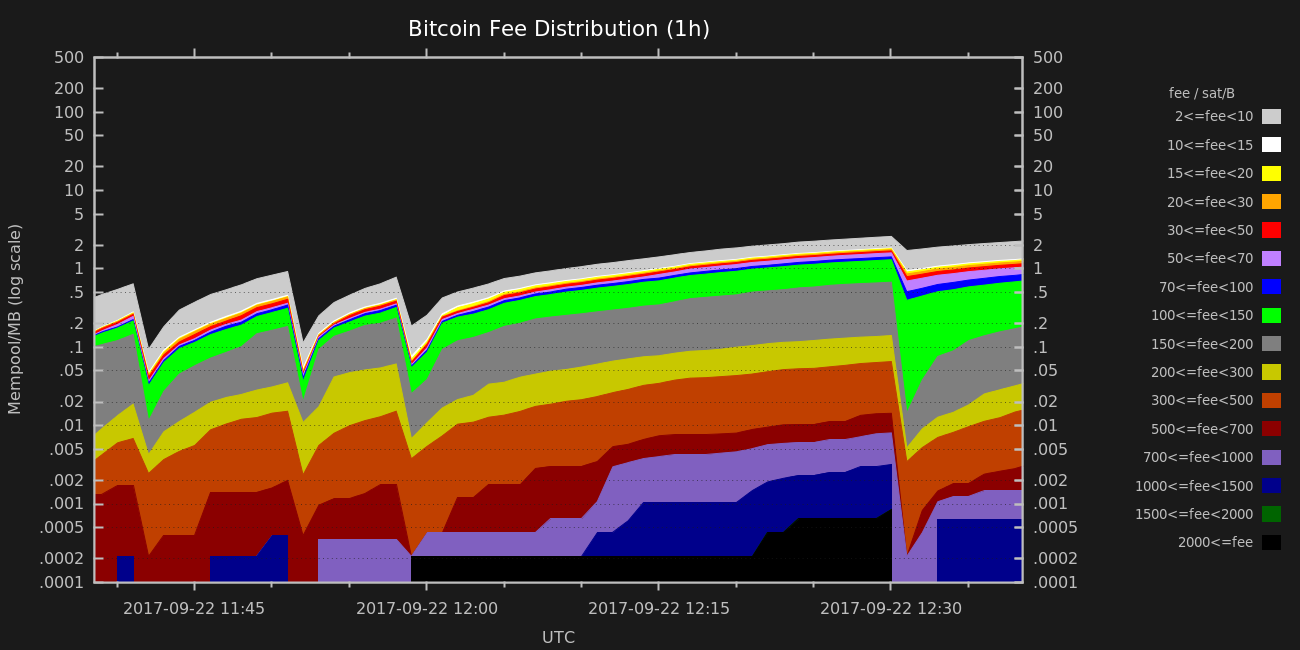 Bitcoin Fee Distribution (1h)
Mempool/MB (log scale)
500
200
100
50
20
10
5
2
1
.5
.2
.1
.05
.02
.01
.005
.002
.001
.0005
.0002
.0001
500
200
100
50
20
10
5
2
1
.5
.2
.1
.05
.02
.01
.005
.002
.001
.0005
.0002
.0001
2017-09-22 11:45
2017-09-22 12:00
2017-09-22 12:15
2017-09-22 12:30
UTC
fee / sat/B
2<=fee<10
10<=fee<15
15<=fee<20
20<=fee<30
30<=fee<50
50<=fee<70
70<=fee<100
100<=fee<150
150<=fee<200
200<=fee<300
300<=fee<500
500<=fee<700
700<=fee<1000
1000<=fee<1500
1500<=fee<2000
2000<=fee